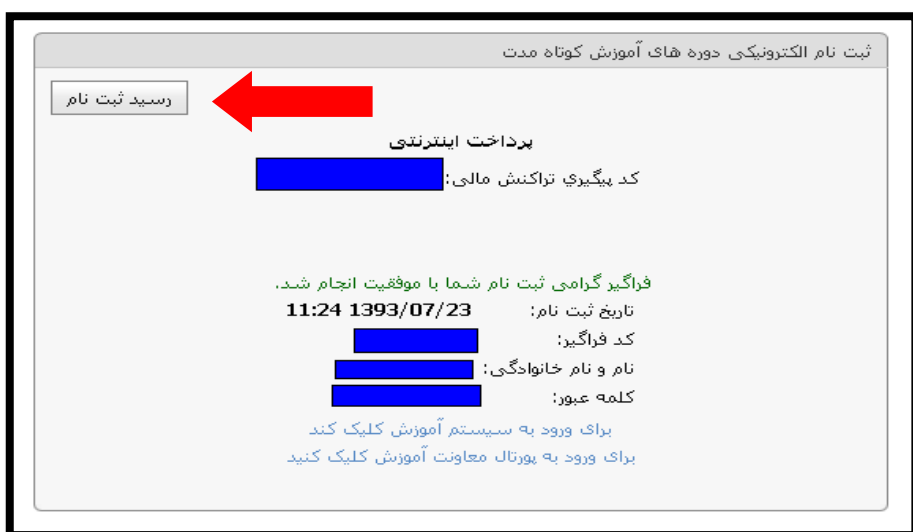 ثبت نام الکترونیکی دوره های آموزش کوتاه مدت
رسید ثبت نام
پرداخت اینترنتی
کد پیگیري تراکنش مالی:
فراگیر گرامی ثبت نام شما با موفقیت انجام شد.
تاریخ ثبت نام: 1393/07/23 11:24
کد فراگیر:
نام و نام خانوادگی:
کلمه عبور:
برای ورود به سیستم آموزش کلیک کند
برای ورود به پورتال معاونت آموزش کلیک کنید